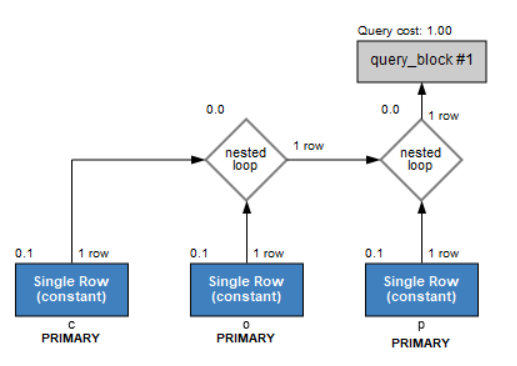 Query cost: 1.00
query_block #1
0.0
0.0
1 row
nested
loop
1 row
nested
loop
0.1
1 row
0.1
1 row
0.1
1 row
Single Row
(constant)
Single Row
(constant)
Single Row
(constant)
c
o
p
PRIMARY
PRIMARY
PRIMARY